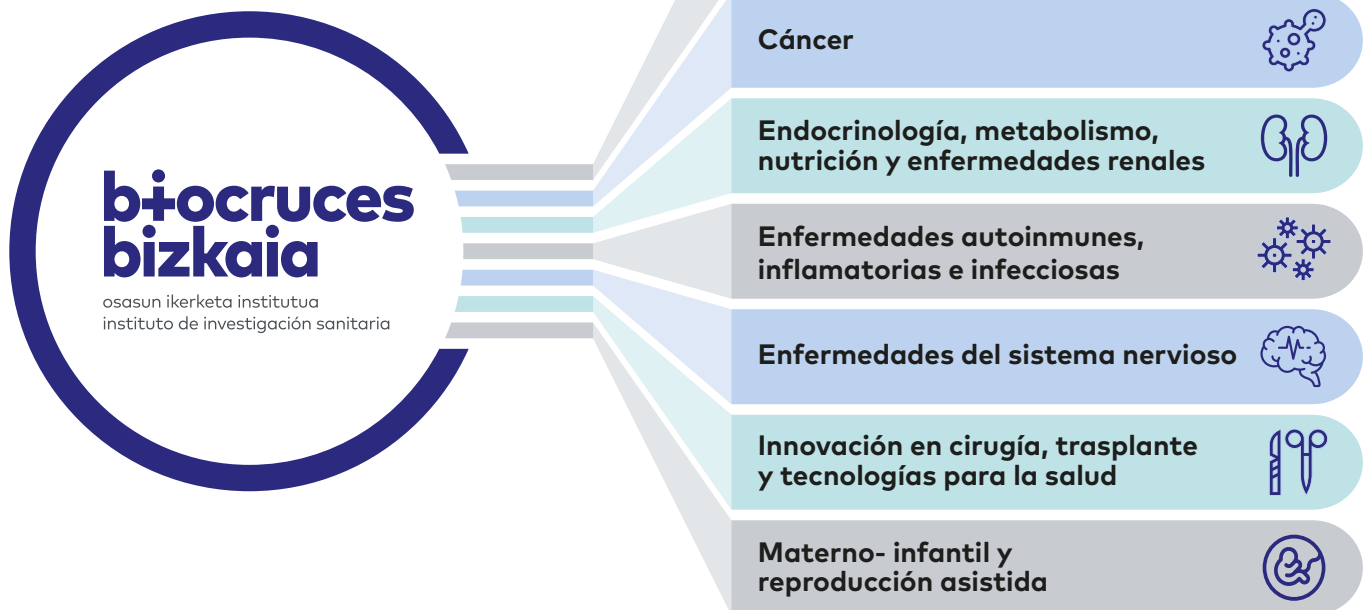 biocruces
bizkaia
osasun ikerketa institutua
instituto de investigación sanitaria
Cáncer
Endocrinología, metabolismo,
nutrición y enfermedades renales
Enfermedades autoinmunes,
inflamatorias e infecciosas
Enfermedades del sistema nervioso
Innovación en cirugía, trasplante
y tecnologías para la salud
Materno- infantil y
reproducción asistida